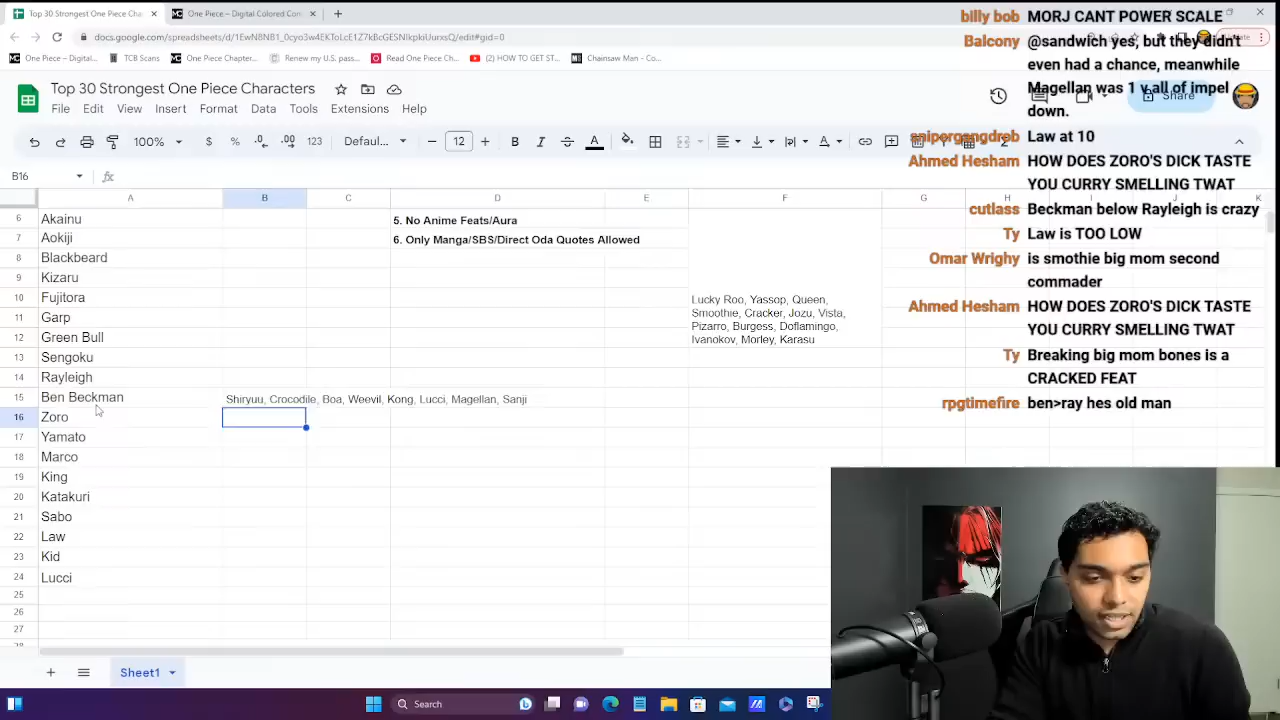 Top 30 Strongest One Piece Char
One Piece – Digital Colored Con
docs.google.com/spreadsheets/d/
One Piece – Digital...
TCB Scans
One Piece Chapter...
Renew my U.S. pass...
Read One Piece Ch...
(2) HOW TO GET ST...
Chainsaw Man - Co...
Top 30 Strongest One Piece Characters
File Edit View Insert Format Data Tools Extensions Help
Share
100%
$ % .0 .00 123
Defaul...
12
B I A
B16
fx
A B C D E F G H I J K
6 Akainu
5. No Anime Feats/Aura
7 Aokiji
6. Only Manga/SBS/Direct Oda Quotes Allowed
8 Blackbeard
9 Kizaru
10 Fujitora
11 Garp
12 Green Bull
13 Sengoku
14 Rayleigh
15 Ben Beckman
Shiryuu, Crocodile, Boa, Weevil, Kong, Lucci, Magellan, Sanji
16 Zoro
17 Yamato
18 Marco
19 King
20 Katakuri
21 Sabo
22 Law
23 Kid
24 Lucci
25
26
27
28
Lucky Roo, Yassop, Queen,
Smoothie, Cracker, Jozu, Vista,
Pizarro, Burgess, Doflamingo,
Ivanokov, Morley, Karasu
billy bob MORJ CANT POWER SCALE
Balcony @sandwich yes, but they didn't
even had a chance, meanwhile
Magellan was 1 v all of impel
down.
snipergangdrob Law at 10
Ahmed Hesham HOW DOES ZORO'S DICK TASTE
YOU CURRY SMELLING TWAT
cutlass Beckman below Rayleigh is crazy
Ty Law is TOO LOW
Omar Wrighy is smothie big mom second
commader
Ahmed Hesham HOW DOES ZORO'S DICK TASTE
YOU CURRY SMELLING TWAT
Ty Breaking big mom bones is a
CRACKED FEAT
rpgtimefire ben>ray hes old man
Sheet1
Search